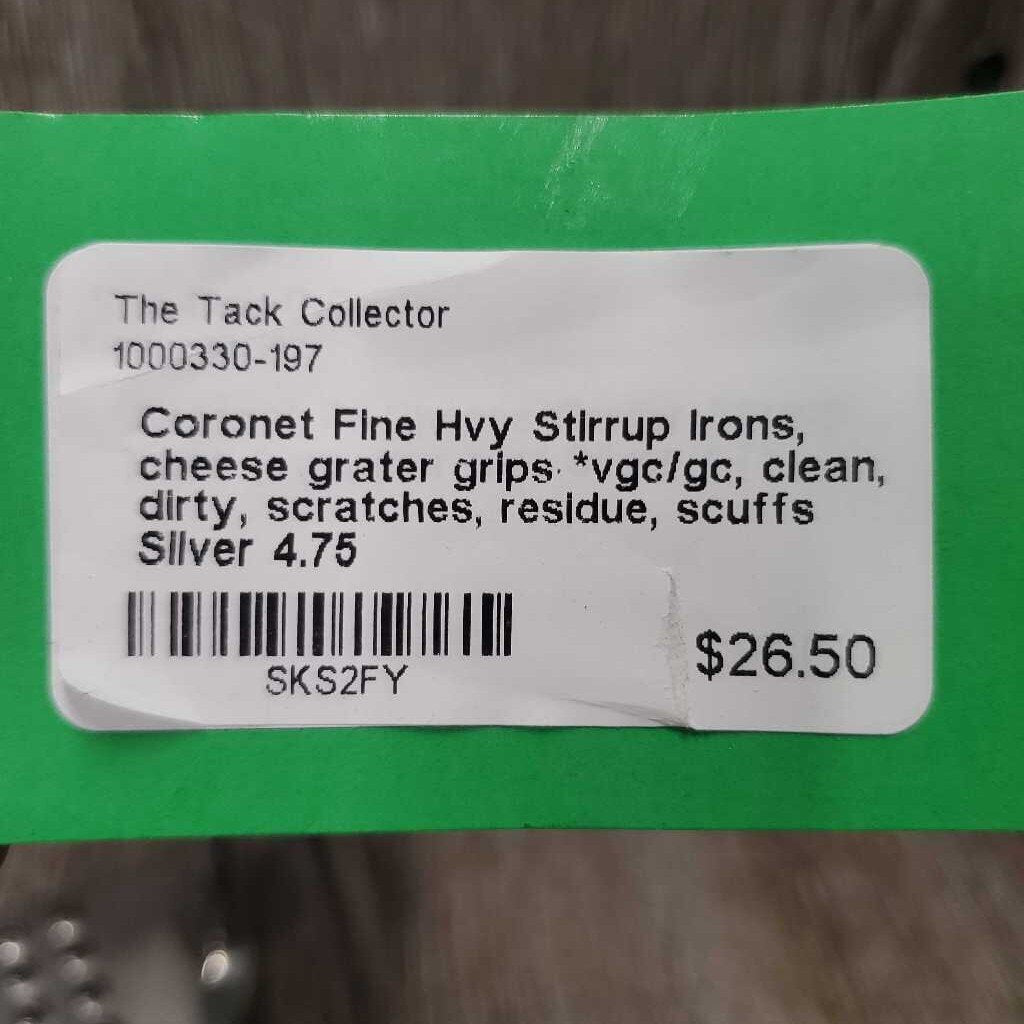 The Tack Collector
1000330-197
Coronet Fine Hvy Stirrup Irons,
cheese grater grips *vgc/gc, clean,
dirty, scratches, residue, scuffs
Silver 4.75
SKS2FY
$26.50